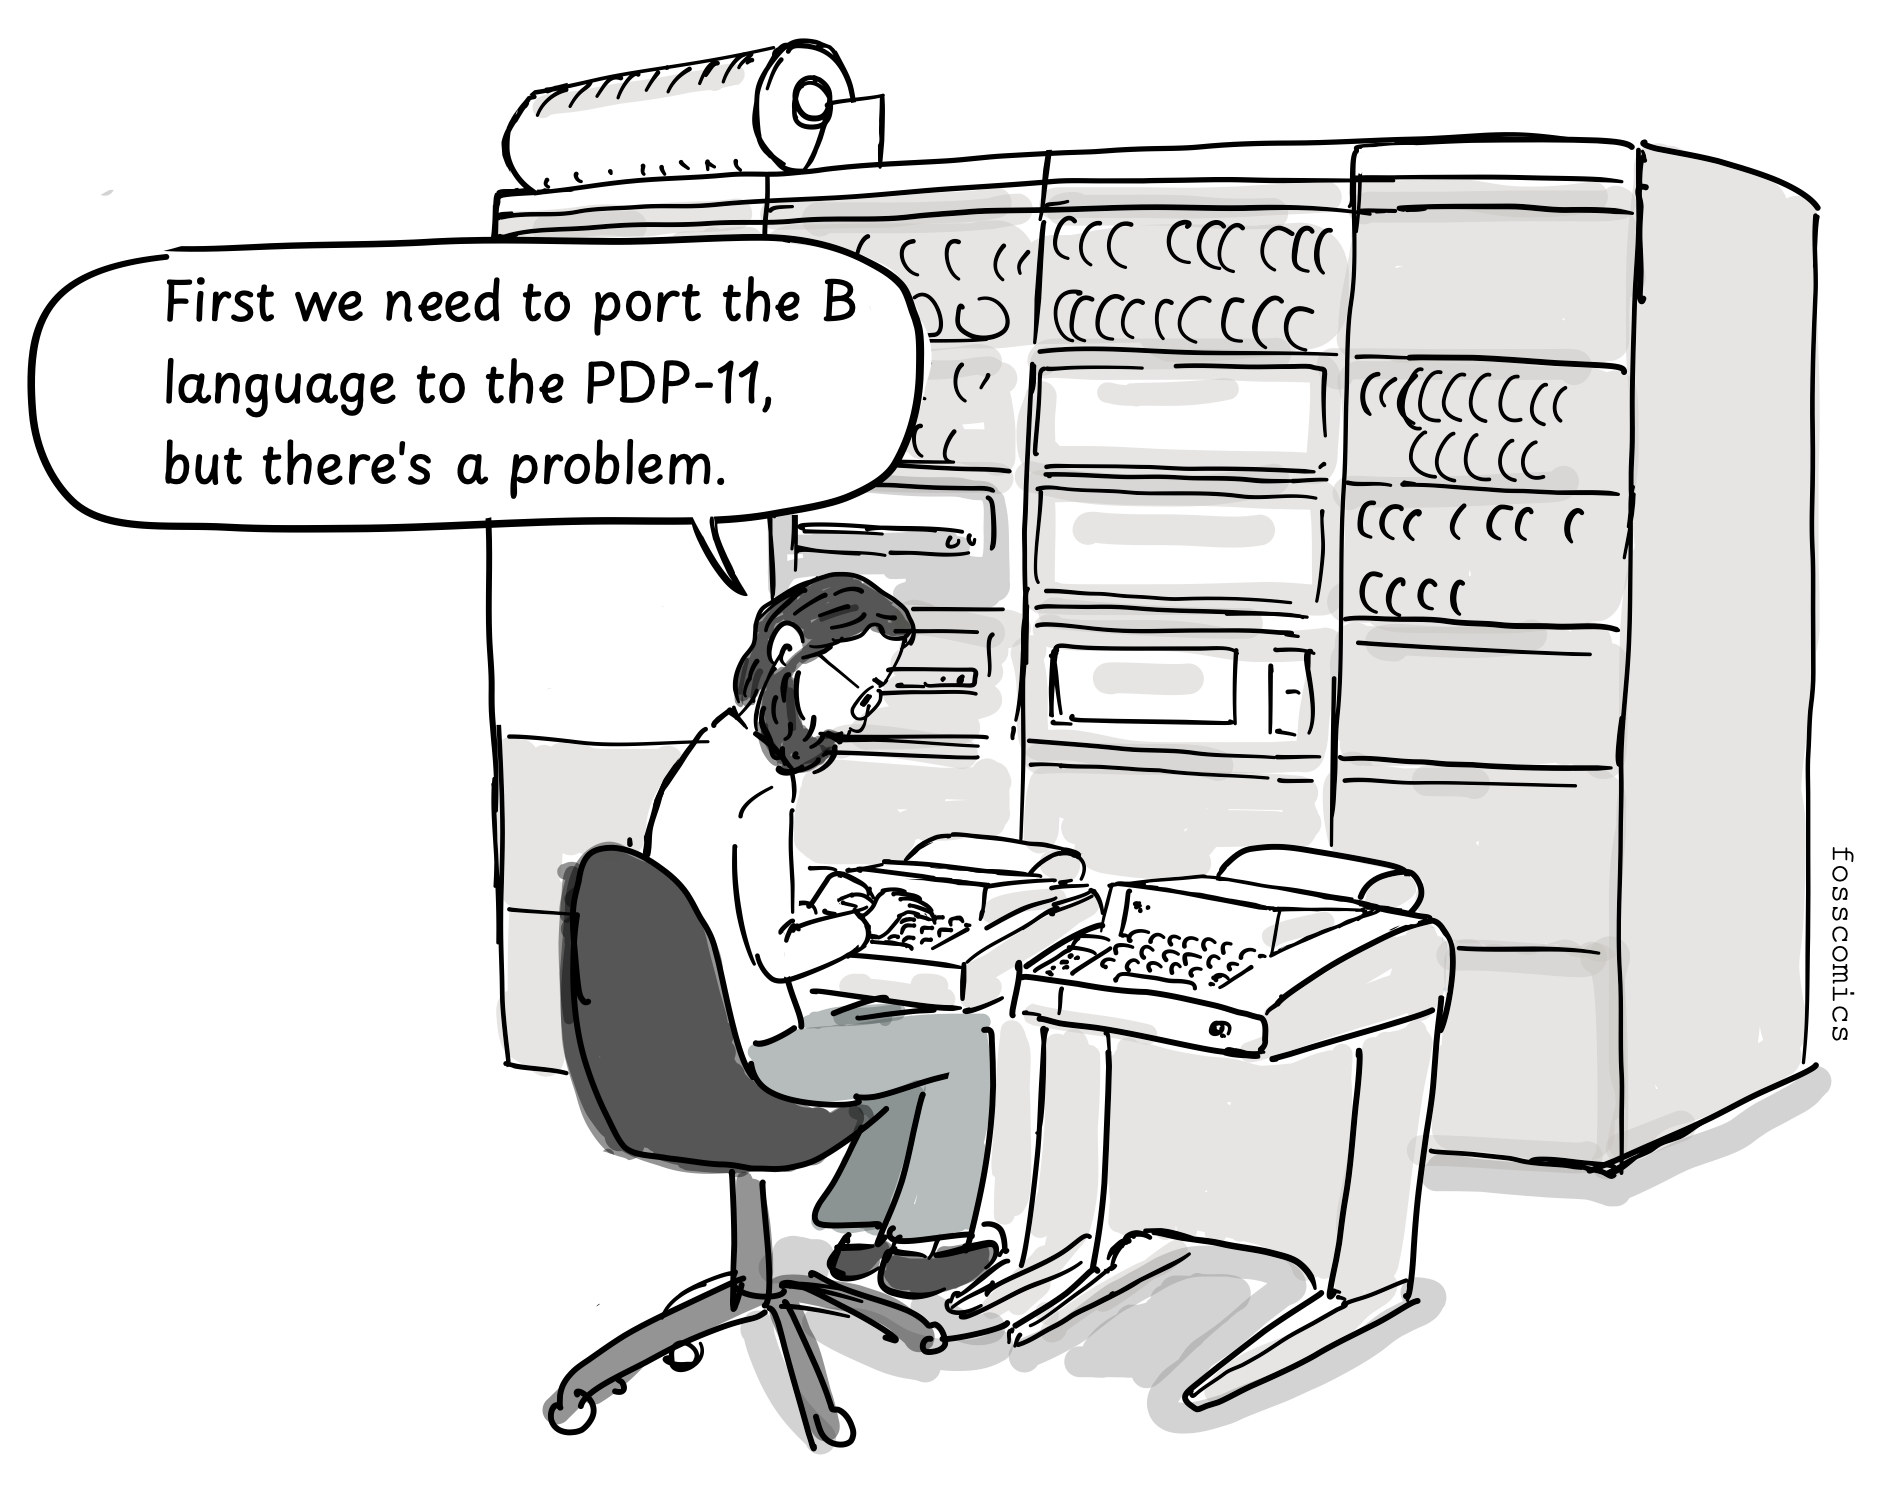 First we need to port the B
language to the PDP-11,
but there's a problem.
fosscomics